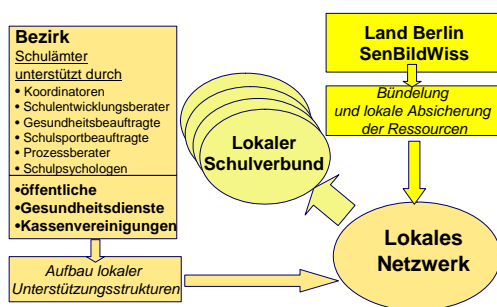 Bezirk
Schulämter
unterstützt durch
• Koordinatoren
• Schulentwicklungsberater
• Gesundheitsbeauftragte
• Schulsportbeauftragte
• Prozessberater
• Schulpsychologen
•öffentliche
•Gesundheitsdienste
•Kassenvereinigungen
Aufbau lokaler
Unterstützungsstrukturen
Lokaler
Schulverbund
Land Berlin
SenBildWiss
Bündelung
und lokale Absicherung
der Ressourcen
Lokales
Netzwerk